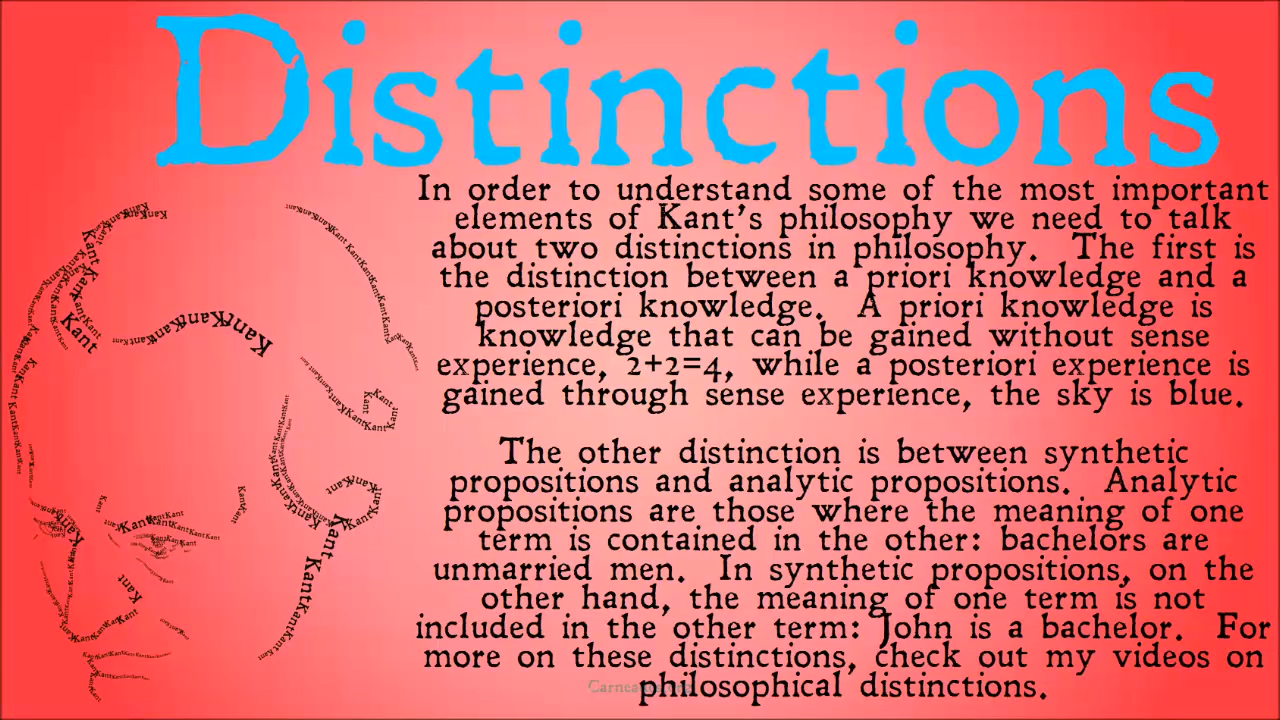 Distinctions
In order to understand some of the most important
elements of Kant's philosophy we need to talk
about two distinctions in philosophy. The first is
the distinction between a priori knowledge and a
posteriori knowledge. A priori knowledge is
knowledge that can be gained without sense
experience, 2+2=4, while a posteriori experience is
gained through sense experience, the sky is blue.
The other distinction is between synthetic
propositions and analytic propositions. Analytic
propositions are those where the meaning of one
term is contained in the other: bachelors are
unmarried men. In synthetic propositions, on the
other hand, the meaning of one term is not
included in the other term: John is a bachelor. For
more on these distinctions, check out my videos on
philosophical distinctions.
Kant